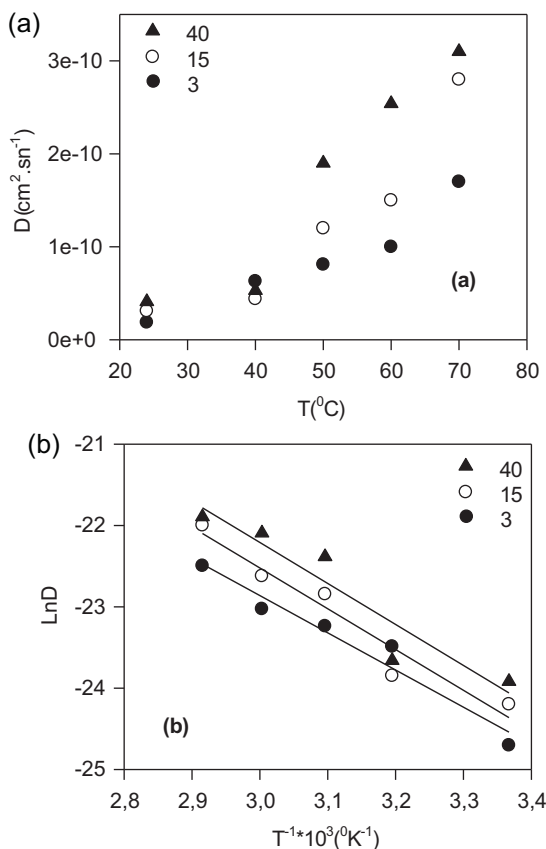 (a)
▲ 40
○ 15
● 3
3e-10
2e-10
1e-10
0e+0
D(cm².sn⁻¹)
(a)
20 30 40 50 60 70 80
T(⁰C)
(b)
-21
-22
-23
-24
-25
LnD
▲ 40
○ 15
● 3
(b)
2,8 2,9 3,0 3,1 3,2 3,3 3,4
T⁻¹*10³(⁰K⁻¹)